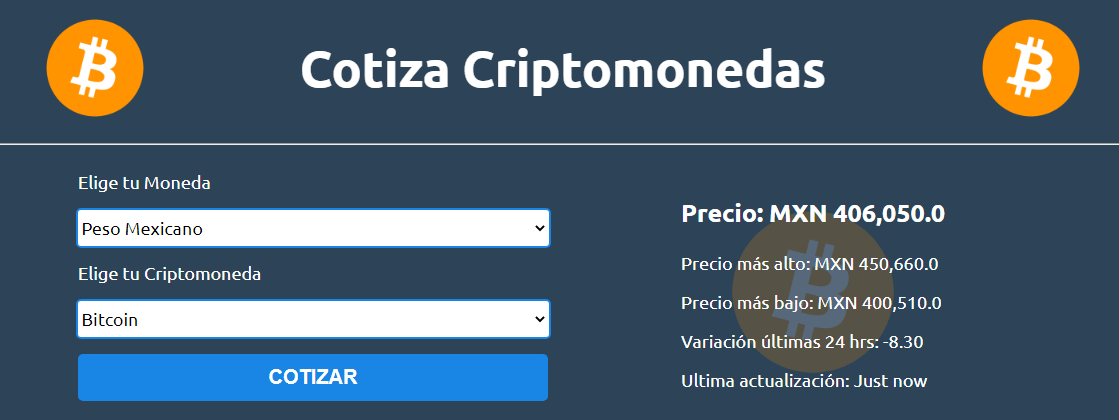 Cotiza Criptomonedas
Elige tu Moneda
Peso Mexicano
Elige tu Criptomoneda
Bitcoin
COTIZAR
Precio: MXN 406,050.0
Precio más alto: MXN 450,660.0
Precio más bajo: MXN 400,510.0
Variación últimas 24 hrs: -8.30
Ultima actualización: Just now